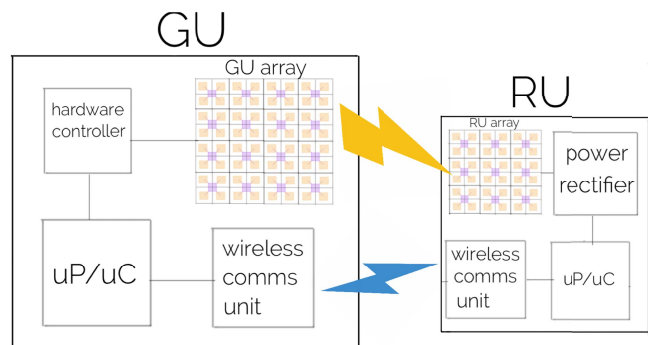 GU
GU array
hardware
controller
uP/uC
wireless
comms
unit
RU
RU array
power
rectifier
wireless
comms
unit
uP/uC